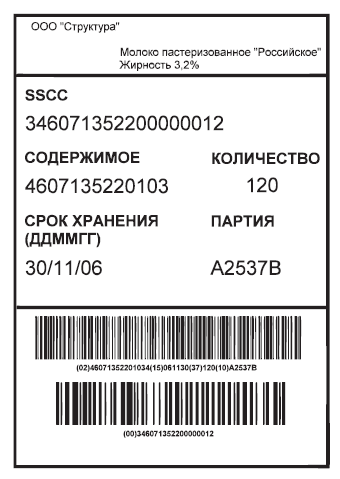 ООО "Структура"
Молоко пастеризованное "Российское"
Жирность 3,2%
SSCC
346071352200000012
СОДЕРЖИМОЕ КОЛИЧЕСТВО
4607135220103 120
СРОК ХРАНЕНИЯ ПАРТИЯ
(ДДММГГ)
30/11/06 A2537B
(02)46071352201034(15)061130(37)120(10)A2537B
(00)346071352200000012